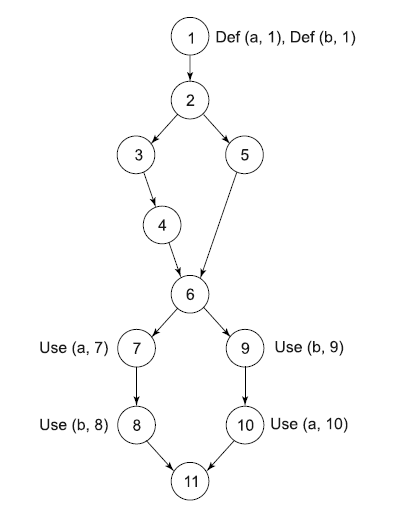 1 Def (a, 1), Def (b, 1)
2
3 5
4
6
Use (a, 7) 7 9 Use (b, 9)
Use (b, 8) 8 10 Use (a, 10)
11